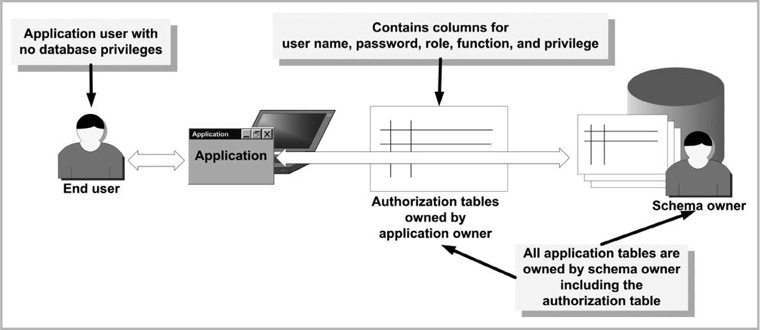 Application user with
no database privileges
Contains columns for
user name, password, role, function, and privilege
Application
Application
End user
Authorization tables
owned by
application owner
Schema owner
All application tables are
owned by schema owner
including the
authorization table